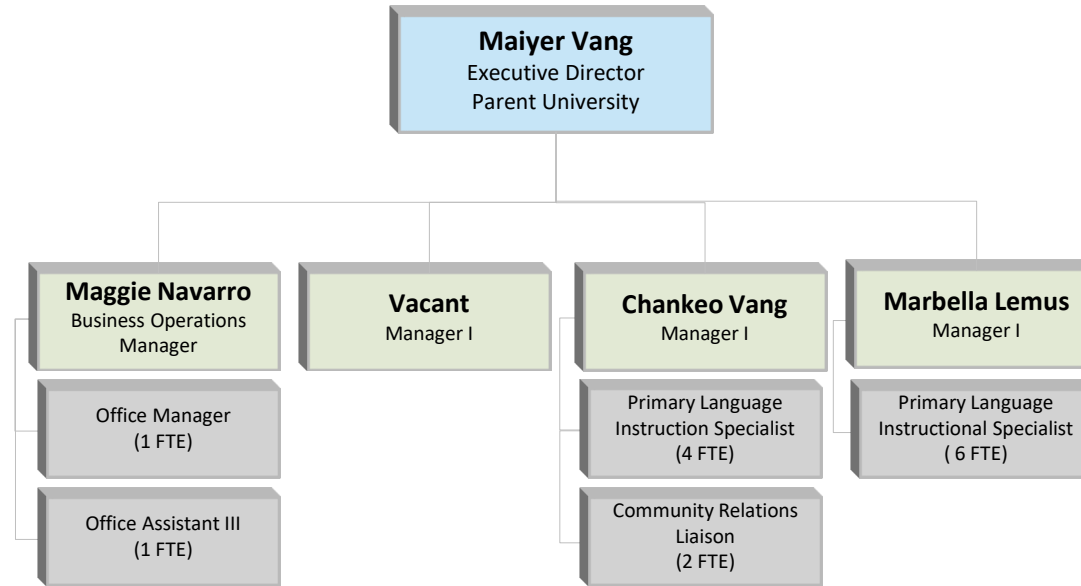 Maiyer Vang
Executive Director
Parent University
Maggie Navarro
Business Operations
Manager
Office Manager
(1 FTE)
Office Assistant III
(1 FTE)
Vacant
Manager I
Chankeo Vang
Manager I
Primary Language
Instruction Specialist
(4 FTE)
Community Relations
Liaison
(2 FTE)
Marbella Lemus
Manager I
Primary Language
Instructional Specialist
( 6 FTE)